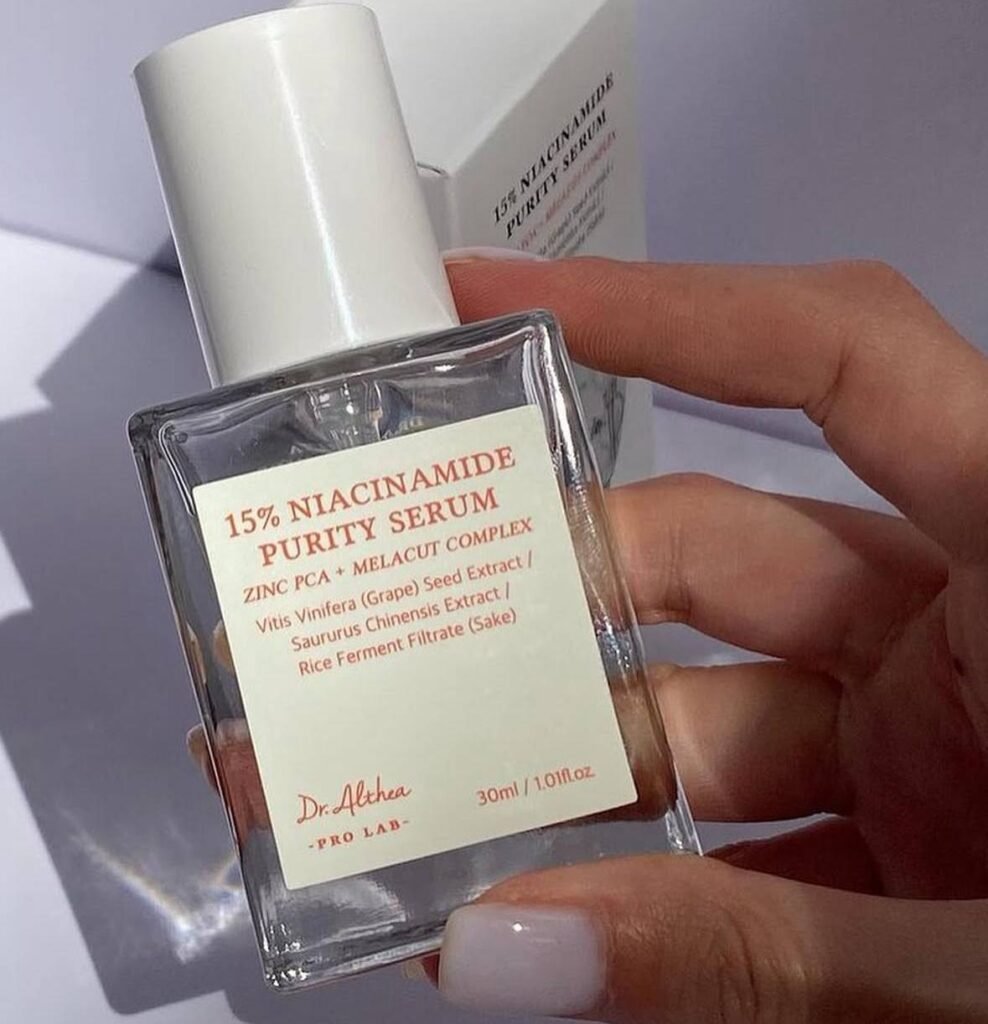 15% NIACINAMIDE
PURITY SERUM
ZINC PCA + MELACUT COMPLEX
Vitis Vinifera (Grape) Seed Extract /
Saururus Chinensis Extract /
Rice Ferment Filtrate (Sake)
Dr. Althea
-PRO LAB-
30ml / 1.01fl.oz.
15% NIACINAMIDE
PURITY SERUM